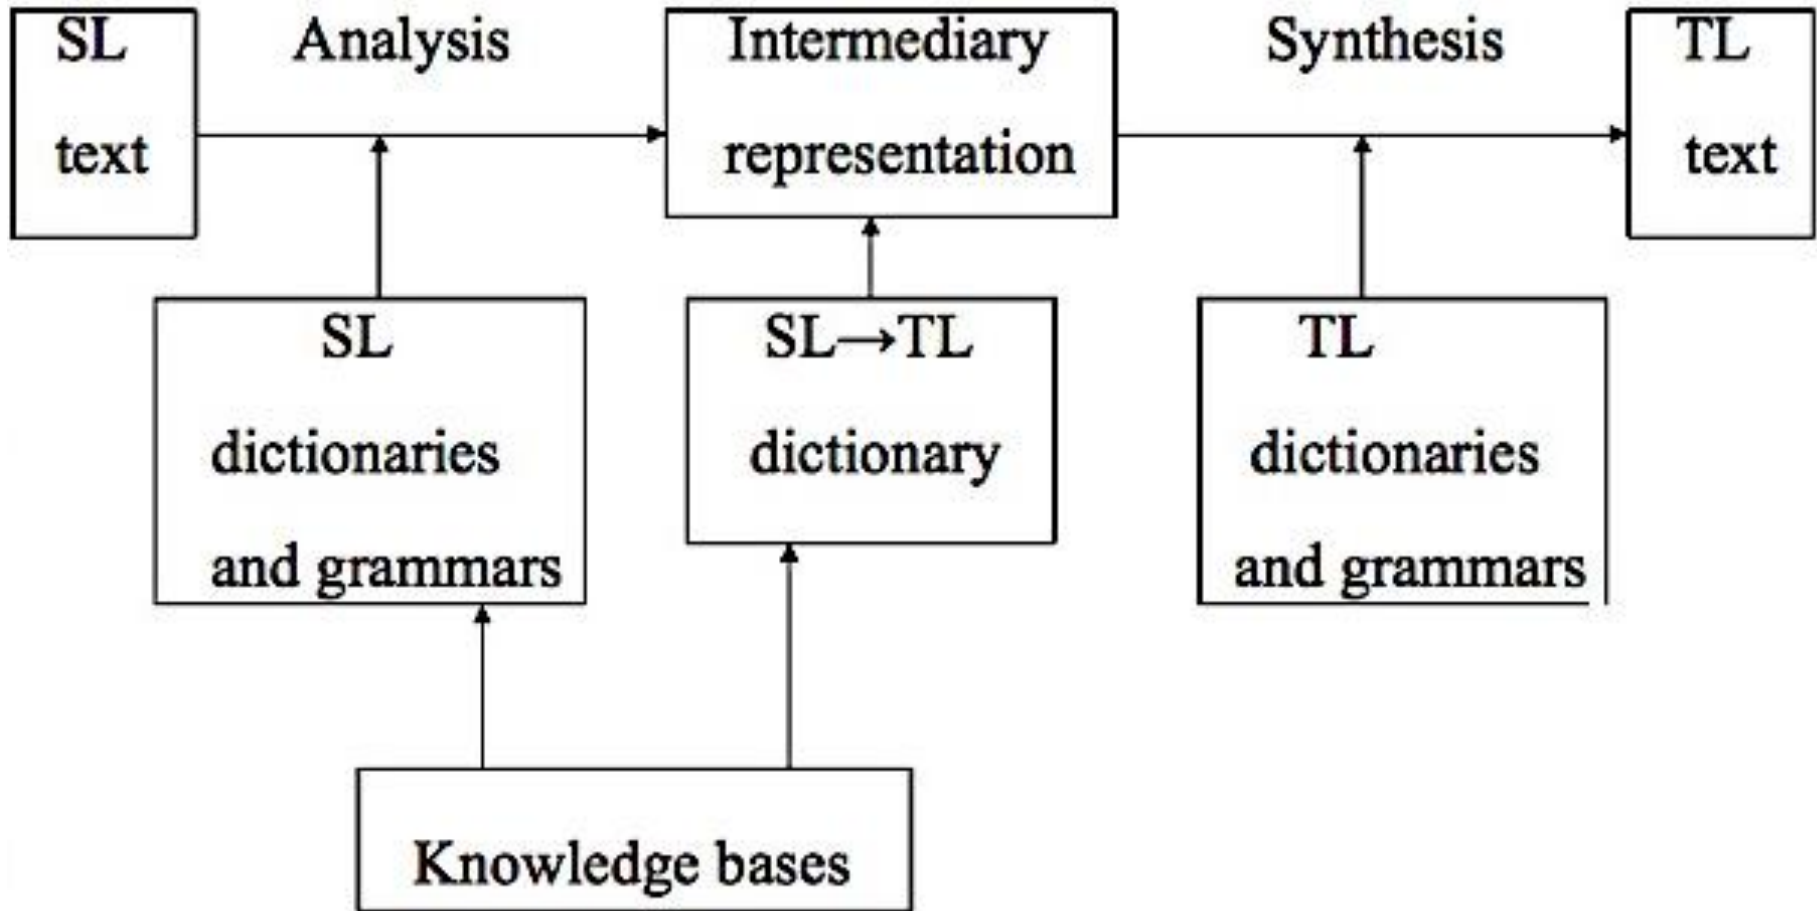 SL
text
Analysis
Intermediary
representation
Synthesis
TL
text
SL
dictionaries
and grammars
SL→TL
dictionary
TL
dictionaries
and grammars
Knowledge bases